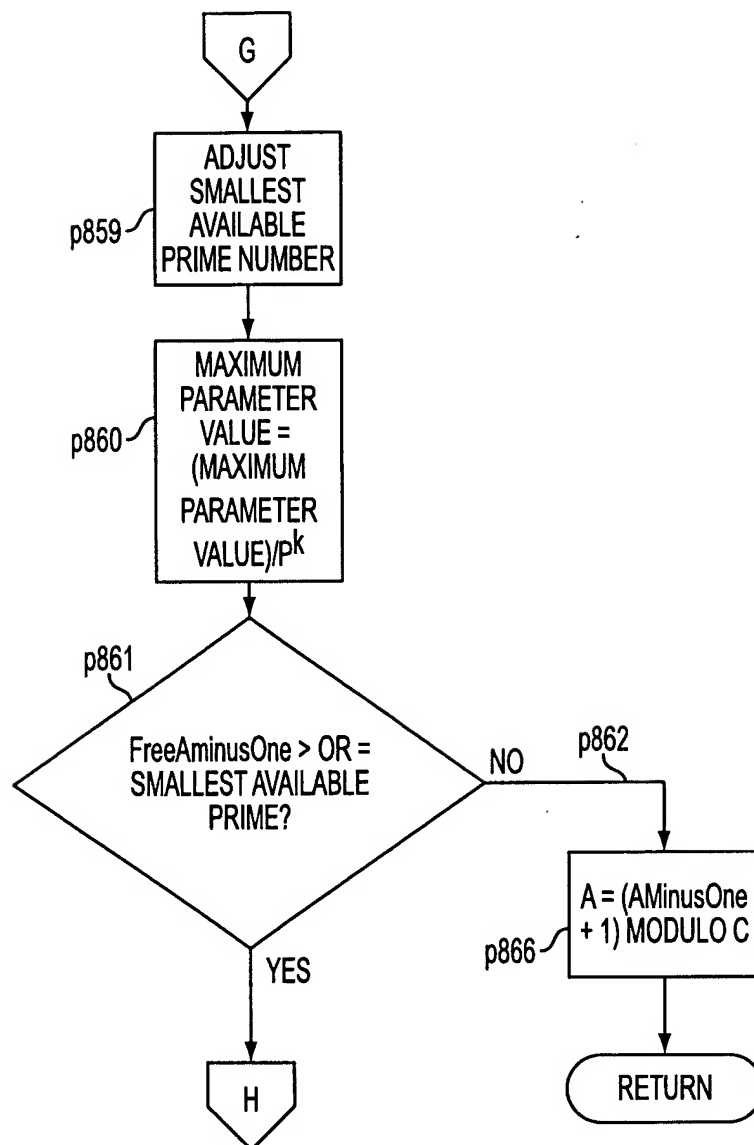 G
ADJUST
SMALLEST
AVAILABLE
PRIME NUMBER
p859
MAXIMUM
PARAMETER
VALUE =
(MAXIMUM
PARAMETER
VALUE)/P^k
p860
p861
FreeAminusOne > OR =
SMALLEST AVAILABLE
PRIME?
NO
p862
A = (AMinusOne
+ 1) MODULO C
p866
YES
H
RETURN